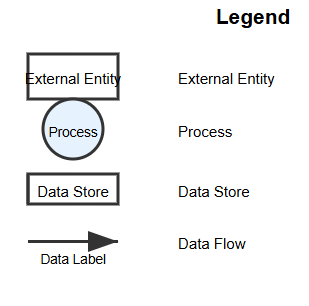 Legend
External Entity External Entity
Process Process
Data Store Data Store
Data Flow
Data Label